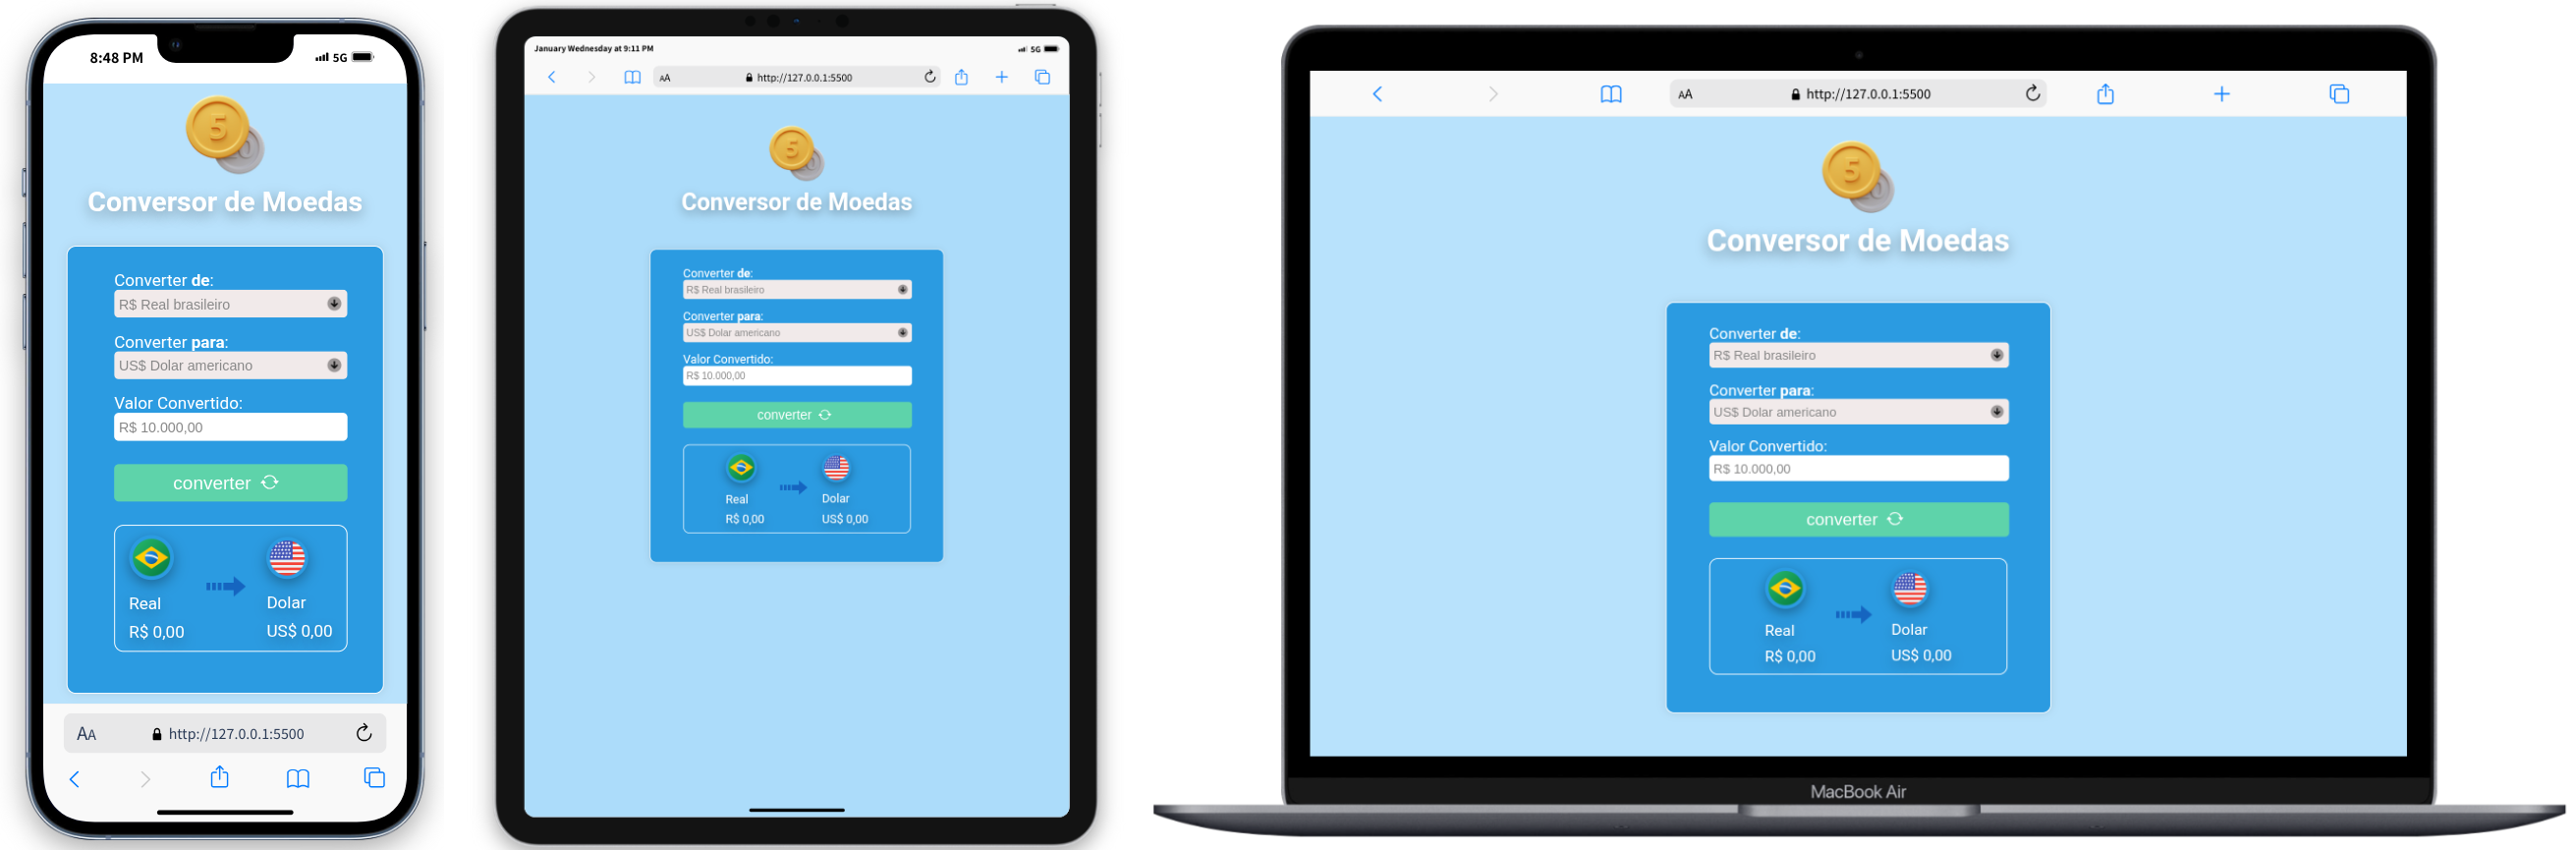 8:48 PM
5G
5
Conversor de Moedas
Converter de:
R$ Real brasileiro
Converter para:
US$ Dolar americano
Valor Convertido:
R$ 10.000,00
converter
Real
R$ 0,00
Dolar
US$ 0,00
AA
http://127.0.0.1:5500
January Wednesday at 9:11 PM
5G
AA
http://127.0.0.1:5500
5
Conversor de Moedas
Converter de:
R$ Real brasileiro
Converter para:
US$ Dolar americano
Valor Convertido:
R$ 10.000,00
converter
Real
R$ 0,00
Dolar
US$ 0,00
AA
http://127.0.0.1:5500
5
Conversor de Moedas
Converter de:
R$ Real brasileiro
Converter para:
US$ Dolar americano
Valor Convertido:
R$ 10.000,00
converter
Real
R$ 0,00
Dolar
US$ 0,00
MacBook Air